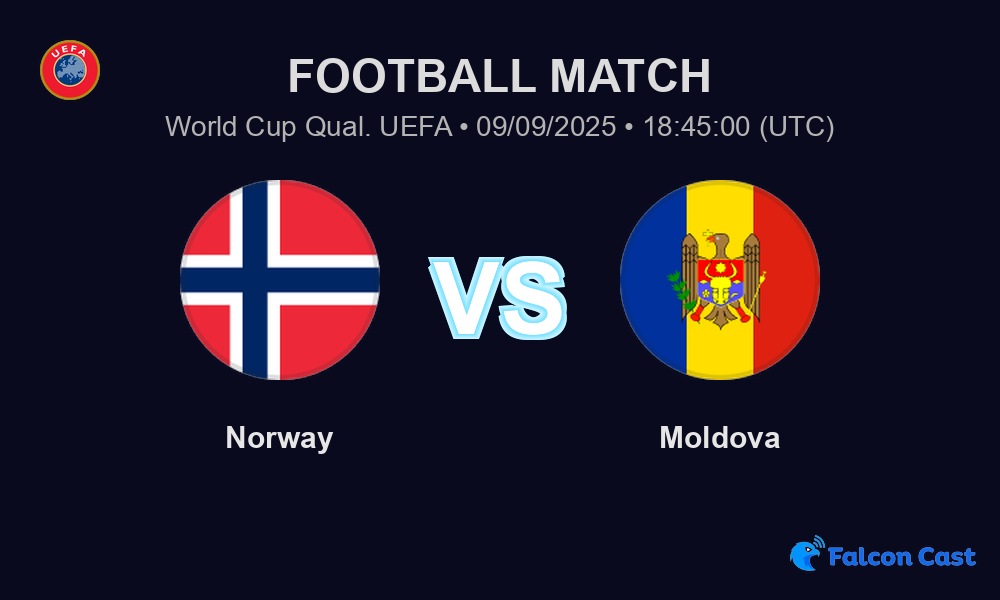 UEFA
FOOTBALL MATCH
World Cup Qual. UEFA • 09/09/2025 • 18:45:00 (UTC)
VS
Norway
Moldova
Falcon Cast